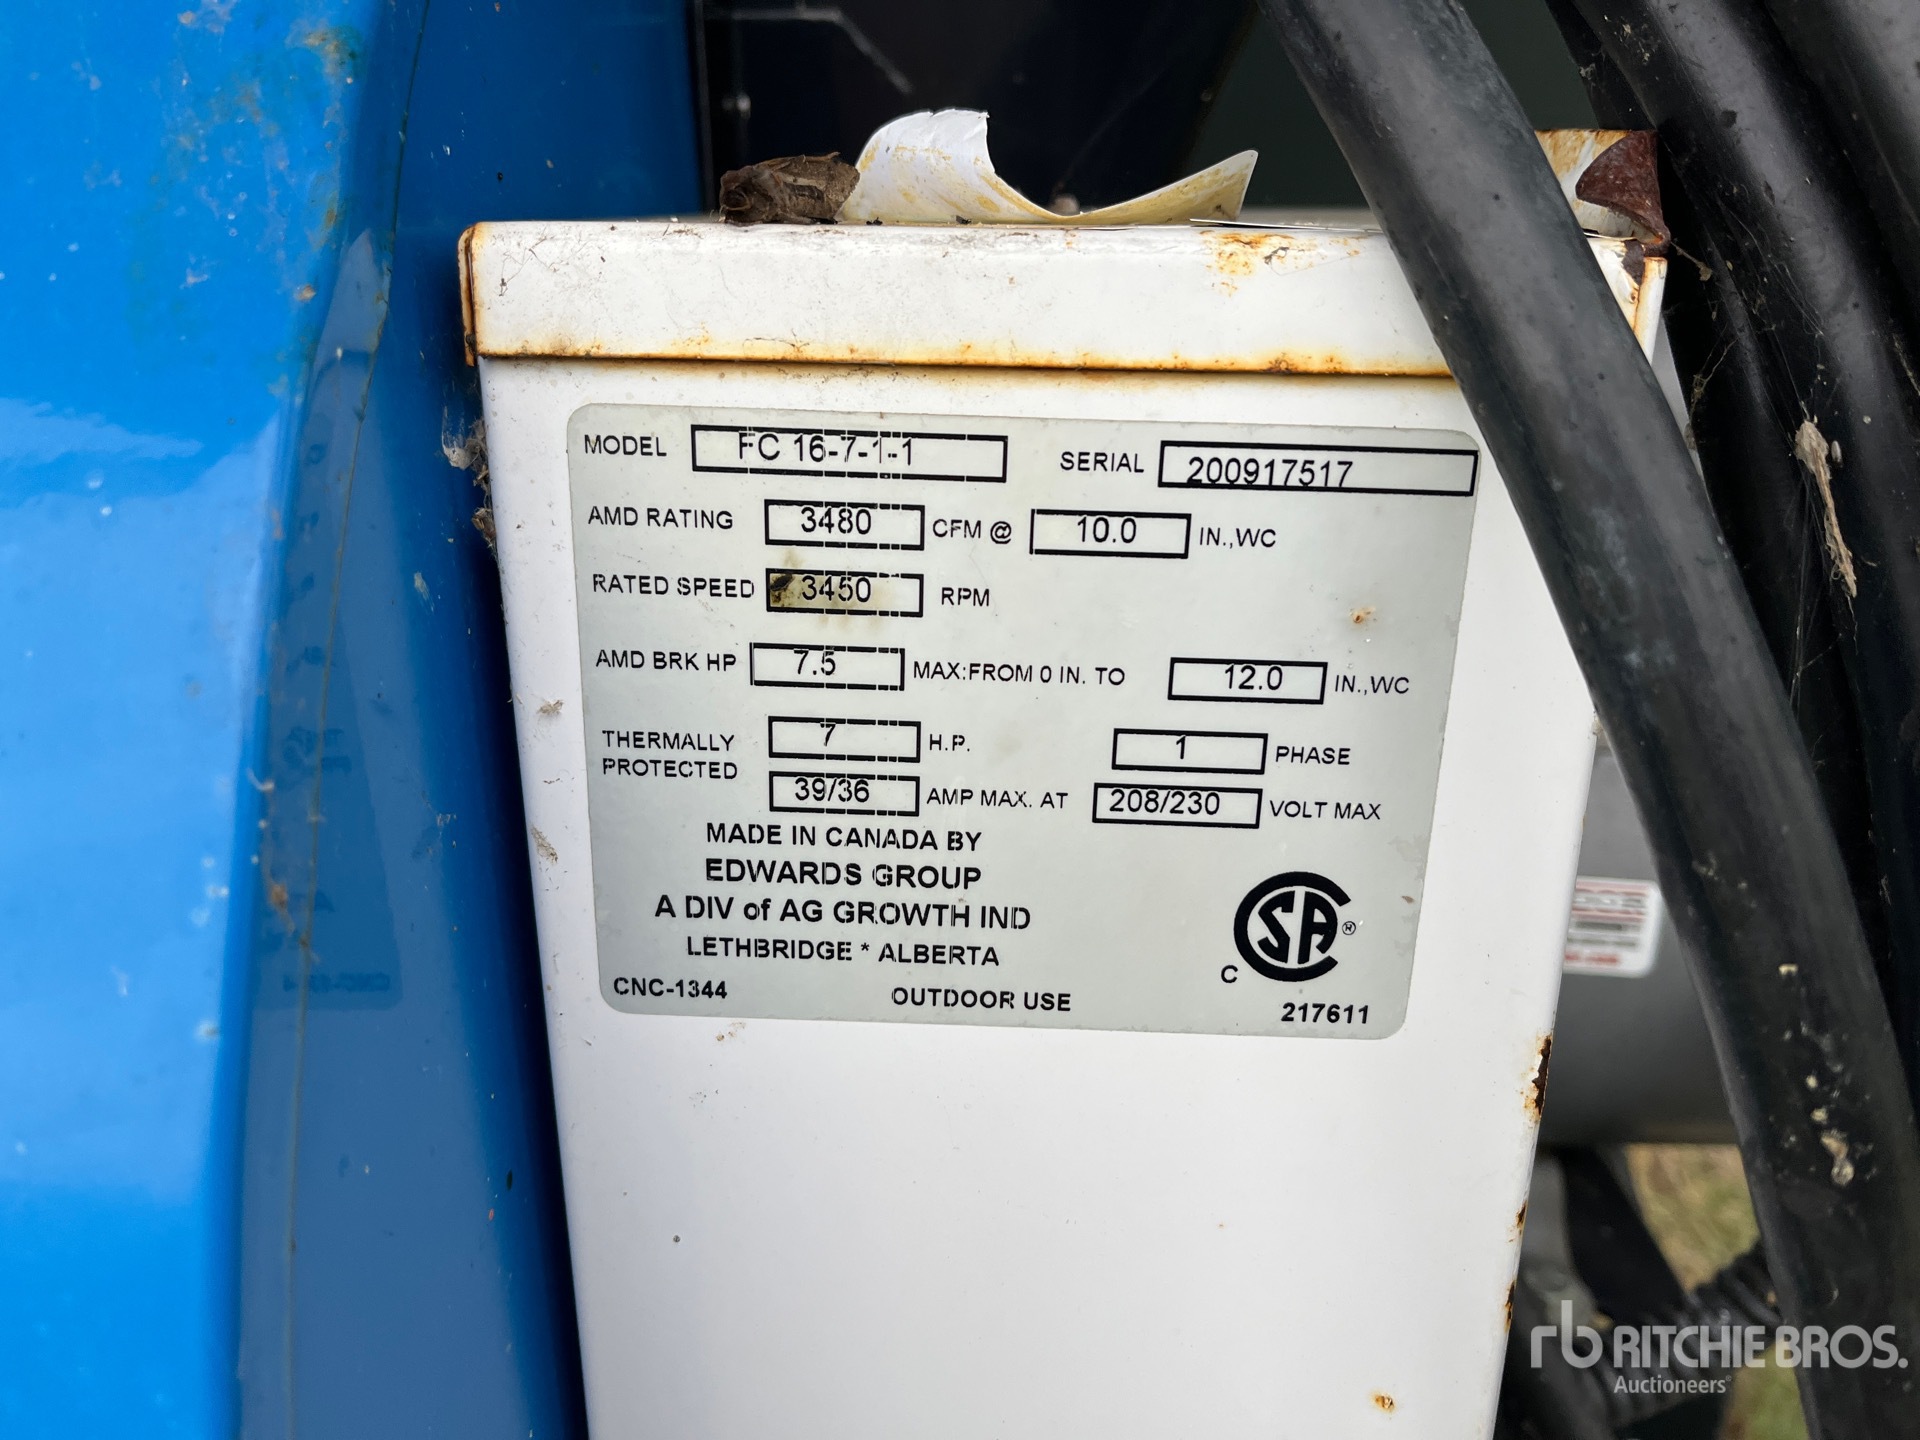 MODEL FC 16-7-1-1 SERIAL 200917517
AMD RATING 3480 CFM @ 10.0 IN.,WC
RATED SPEED 3450 RPM
AMD BRK HP 7.5 MAX:FROM 0 IN. TO 12.0 IN.,WC
THERMALLY PROTECTED 7 H.P. 1 PHASE
39/36 AMP MAX. AT 208/230 VOLT MAX
MADE IN CANADA BY
EDWARDS GROUP
A DIV of AG GROWTH IND
LETHBRIDGE * ALBERTA
C SA ®
CNC-1344 OUTDOOR USE 217611
rb RITCHIE BROS.
Auctioneers